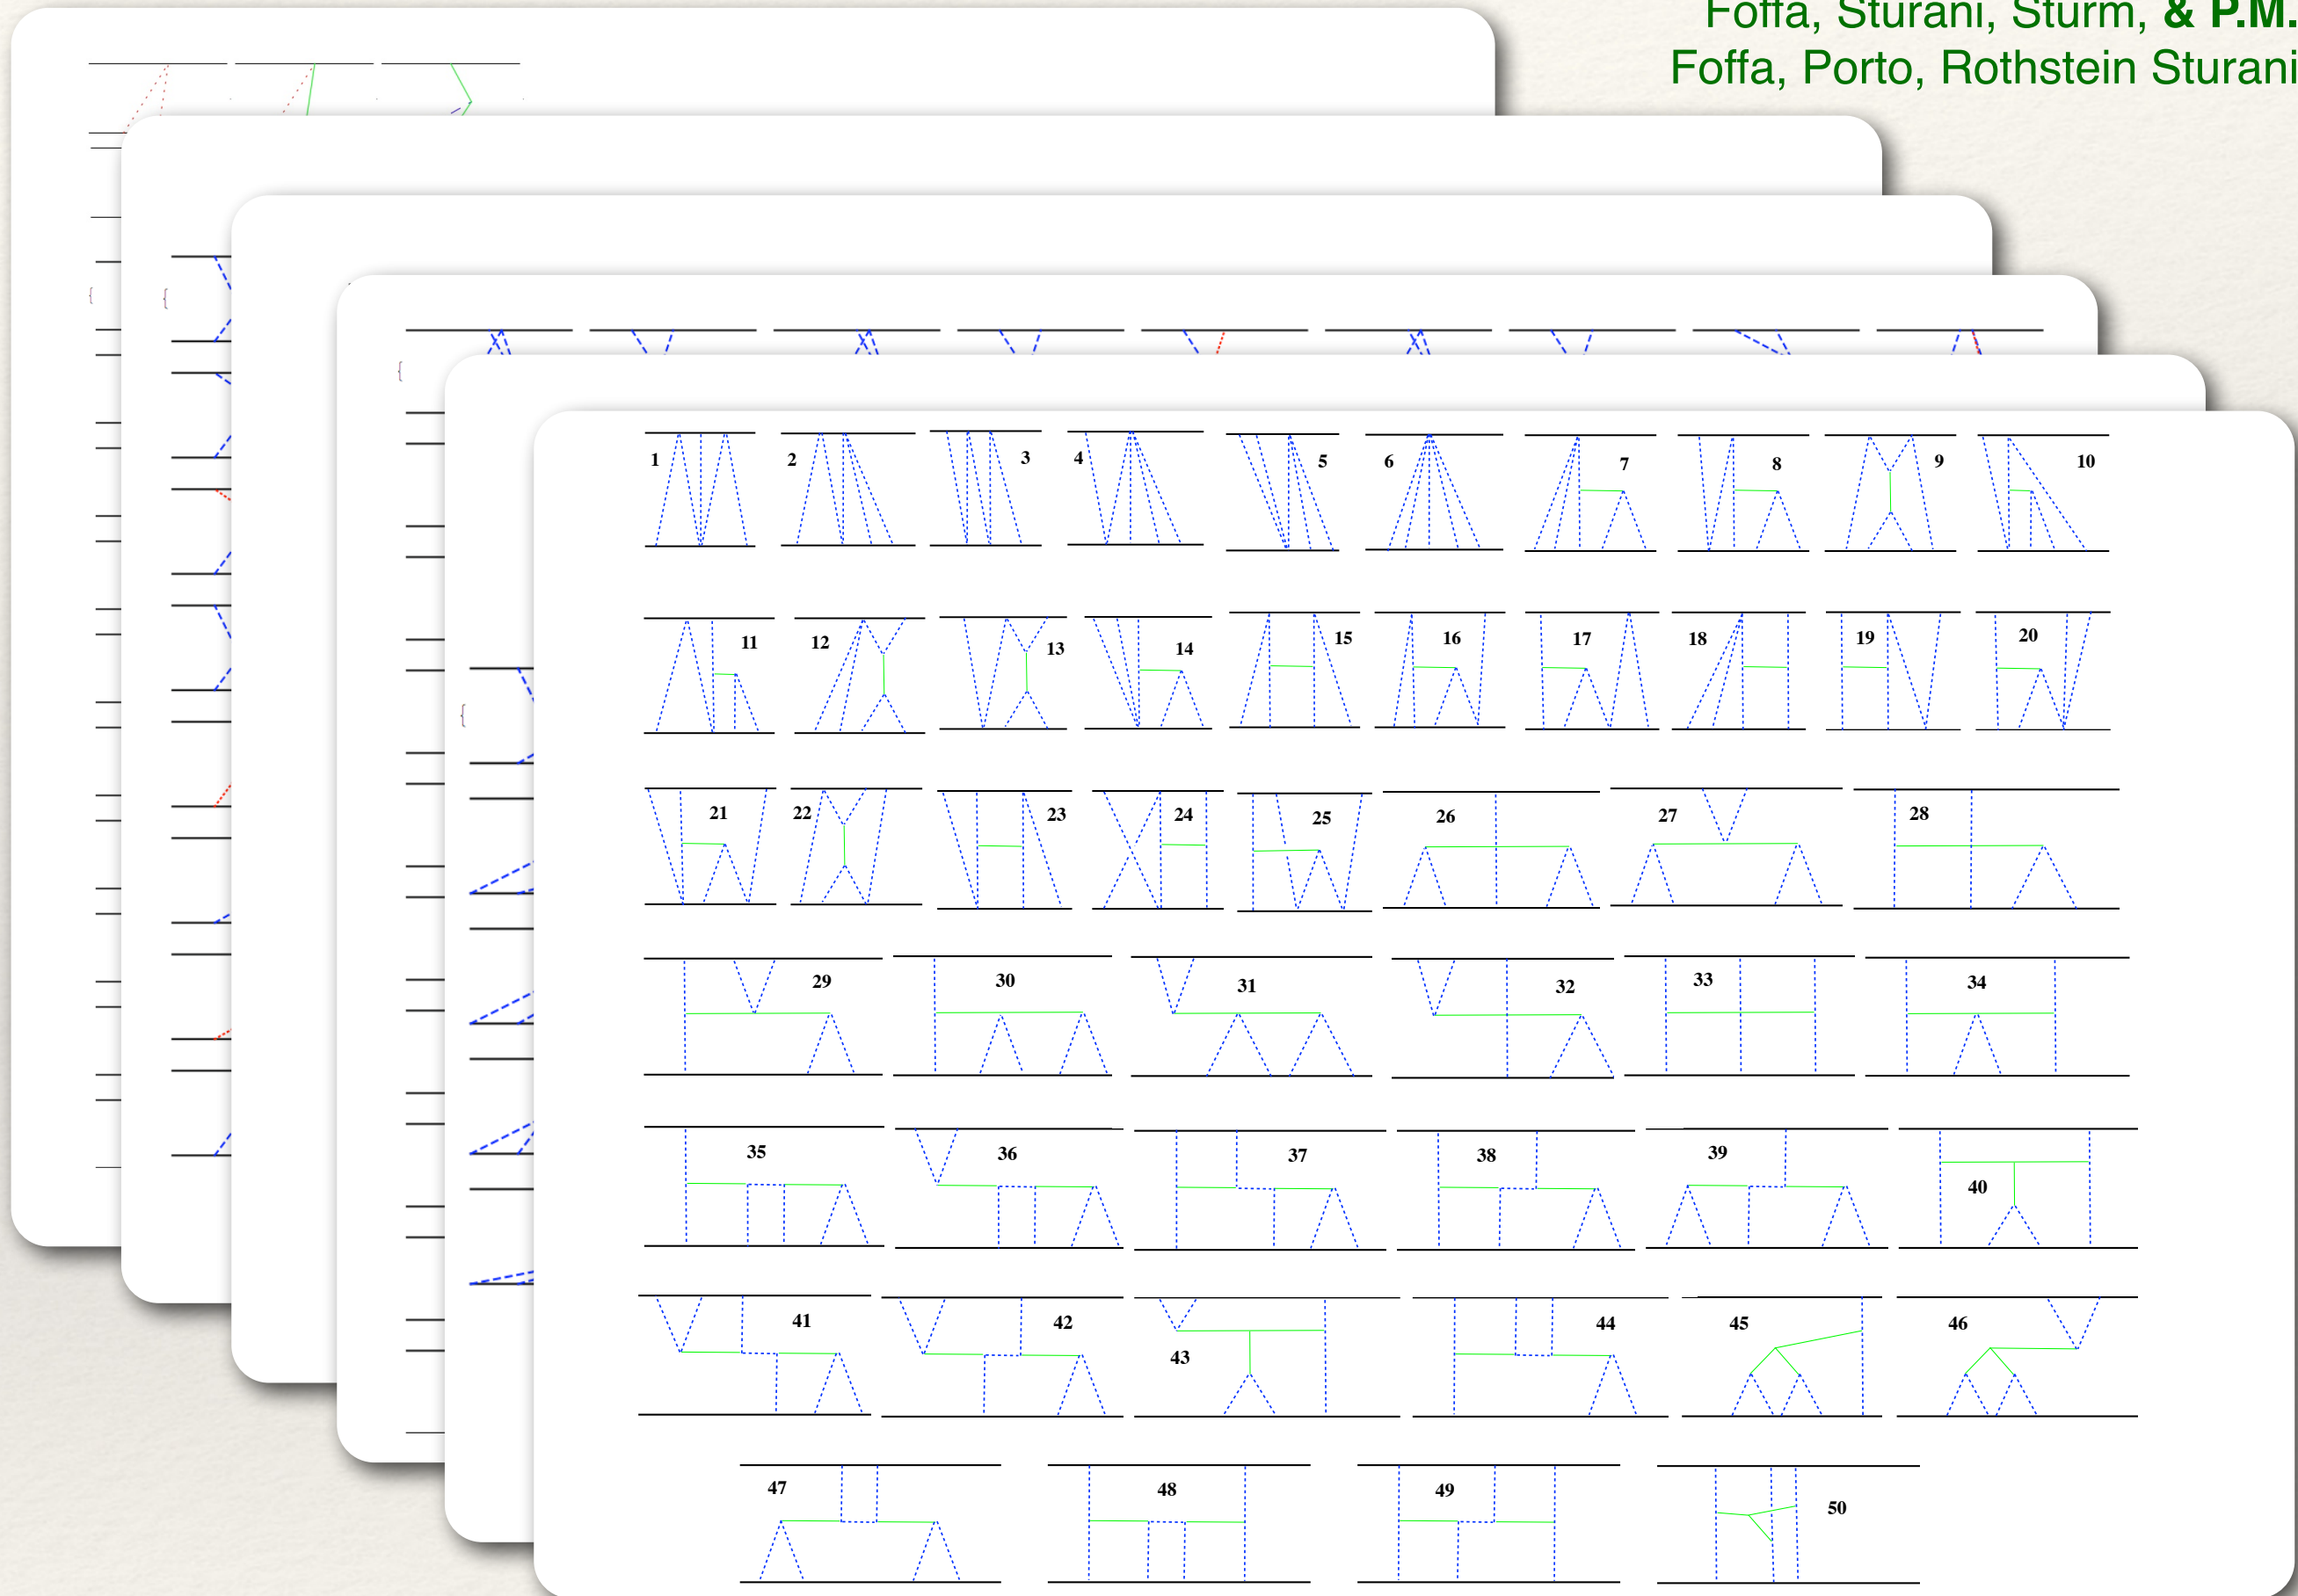 Foffa, Sturani, Sturm, & P.M.
Foffa, Porto, Rothstein Sturani
{
{
{
{
1 2 3 4 5 6 7 8 9 10
11 12 13 14 15 16 17 18 19 20
21 22 23 24 25 26 27 28
29 30 31 32 33 34
35 36 37 38 39 40
41 42 43 44 45 46
47 48 49 50